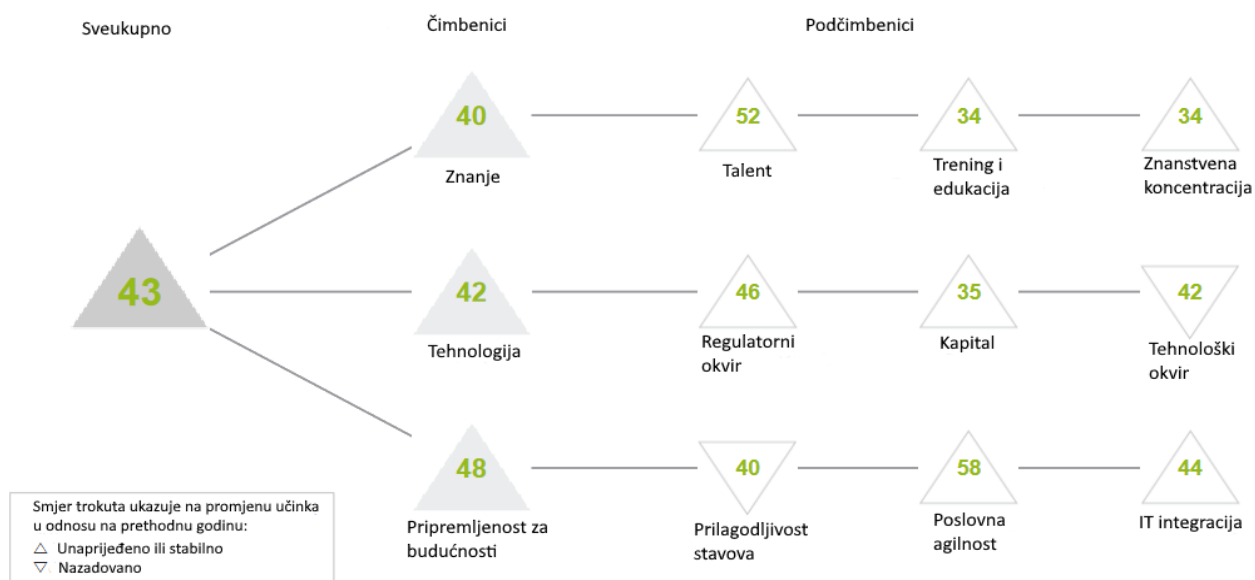 Sveukupno
Čimbenici
Podčimbenici
40
52
34
34
Znanje
Talent
Trening i
edukacija
Znanstvena
koncentracija
43
42
46
35
42
Tehnologija
Regulatorni
okvir
Kapital
Tehnološki
okvir
48
40
58
44
Pripremljenost za
budućnosti
Prilagodljivost
stavova
Poslovna
agilnost
IT integracija
Smjer trokuta ukazuje na promjenu učinka
u odnosu na prethodnu godinu:
Unaprijeđeno ili stabilno
Nazadovano